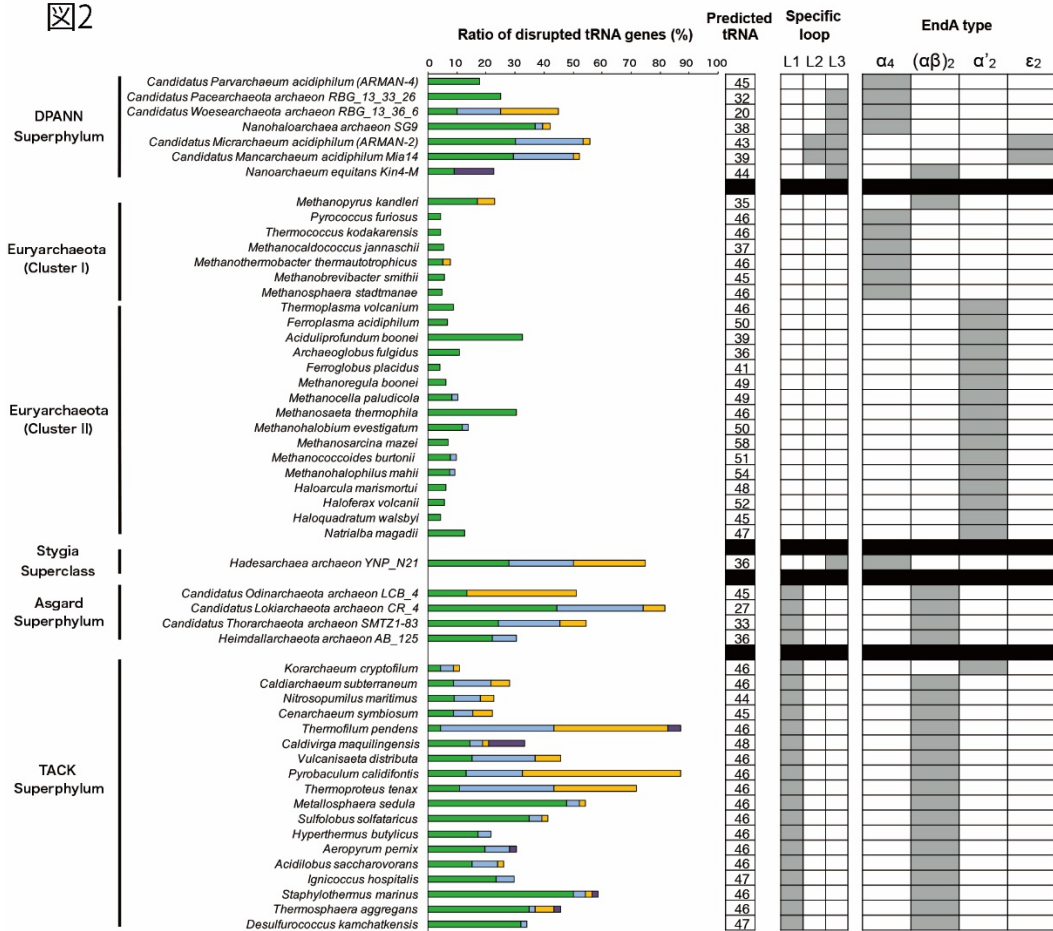 図2
Ratio of disrupted tRNA genes (%)
Predicted tRNA
Specific loop
EndA type
0 10 20 30 40 50 60 70 80 90 100
L1 L2 L3
α4 (αβ)2 α'2 ε2
DPANN Superphylum
Candidatus Parvarchaeum acidiphilum (ARMAN-4) 45
Candidatus Pacearchaeota archaeon RBG_13_33_26 32
Candidatus Woesearchaeota archaeon RBG_13_36_6 20
Nanohaloarchaea archaeon SG9 38
Candidatus Micrarchaeum acidiphilum (ARMAN-2) 43
Candidatus Mancarchaeum acidiphilum Mia14 39
Nanoarchaeum equitans Kin4-M 44
Euryarchaeota (Cluster I)
Methanopyrus kandleri 35
Pyrococcus furiosus 46
Thermococcus kodakarensis 46
Methanocaldococcus jannaschii 37
Methanothermobacter thermautotrophicus 46
Methanobrevibacter smithii 45
Methanosphaera stadtmanae 46
Euryarchaeota (Cluster II)
Thermoplasma volcanium 46
Ferroplasma acidiphilum 50
Aciduliprofundum boonei 39
Archaeoglobus fulgidus 36
Ferroglobus placidus 41
Methanoregula boonei 49
Methanocella paludicola 49
Methanosaeta thermophila 46
Methanohalobium evestigatum 50
Methanosarcina mazei 58
Methanococcoides burtonii 51
Methanohalophilus mahii 54
Haloarcula marismortui 48
Haloferax volcanii 52
Haloquadratum walsbyi 45
Natrialba magadii 47
Stygia Superclass
Hadesarchaea archaeon YNP_N21 36
Asgard Superphylum
Candidatus Odinarchaeota archaeon LCB_4 45
Candidatus Lokiarchaeota archaeon CR_4 27
Candidatus Thorarchaeota archaeon SMTZ1-83 33
Heimdallarchaeota archaeon AB_125 36
TACK Superphylum
Korarchaeum cryptofilum 46
Caldiarchaeum subterraneum 46
Nitrosopumilus maritimus 44
Cenarchaeum symbiosum 45
Thermofilum pendens 46
Caldivirga maquilingensis 48
Vulcanisaeta distributa 46
Pyrobaculum calidifontis 46
Thermoproteus tenax 46
Metallosphaera sedula 46
Sulfolobus solfataricus 46
Hyperthermus butylicus 46
Aeropyrum pernix 46
Acidilobus saccharovorans 46
Ignicoccus hospitalis 47
Staphylothermus marinus 46
Thermosphaera aggregans 46
Desulfurococcus kamchatkensis 47